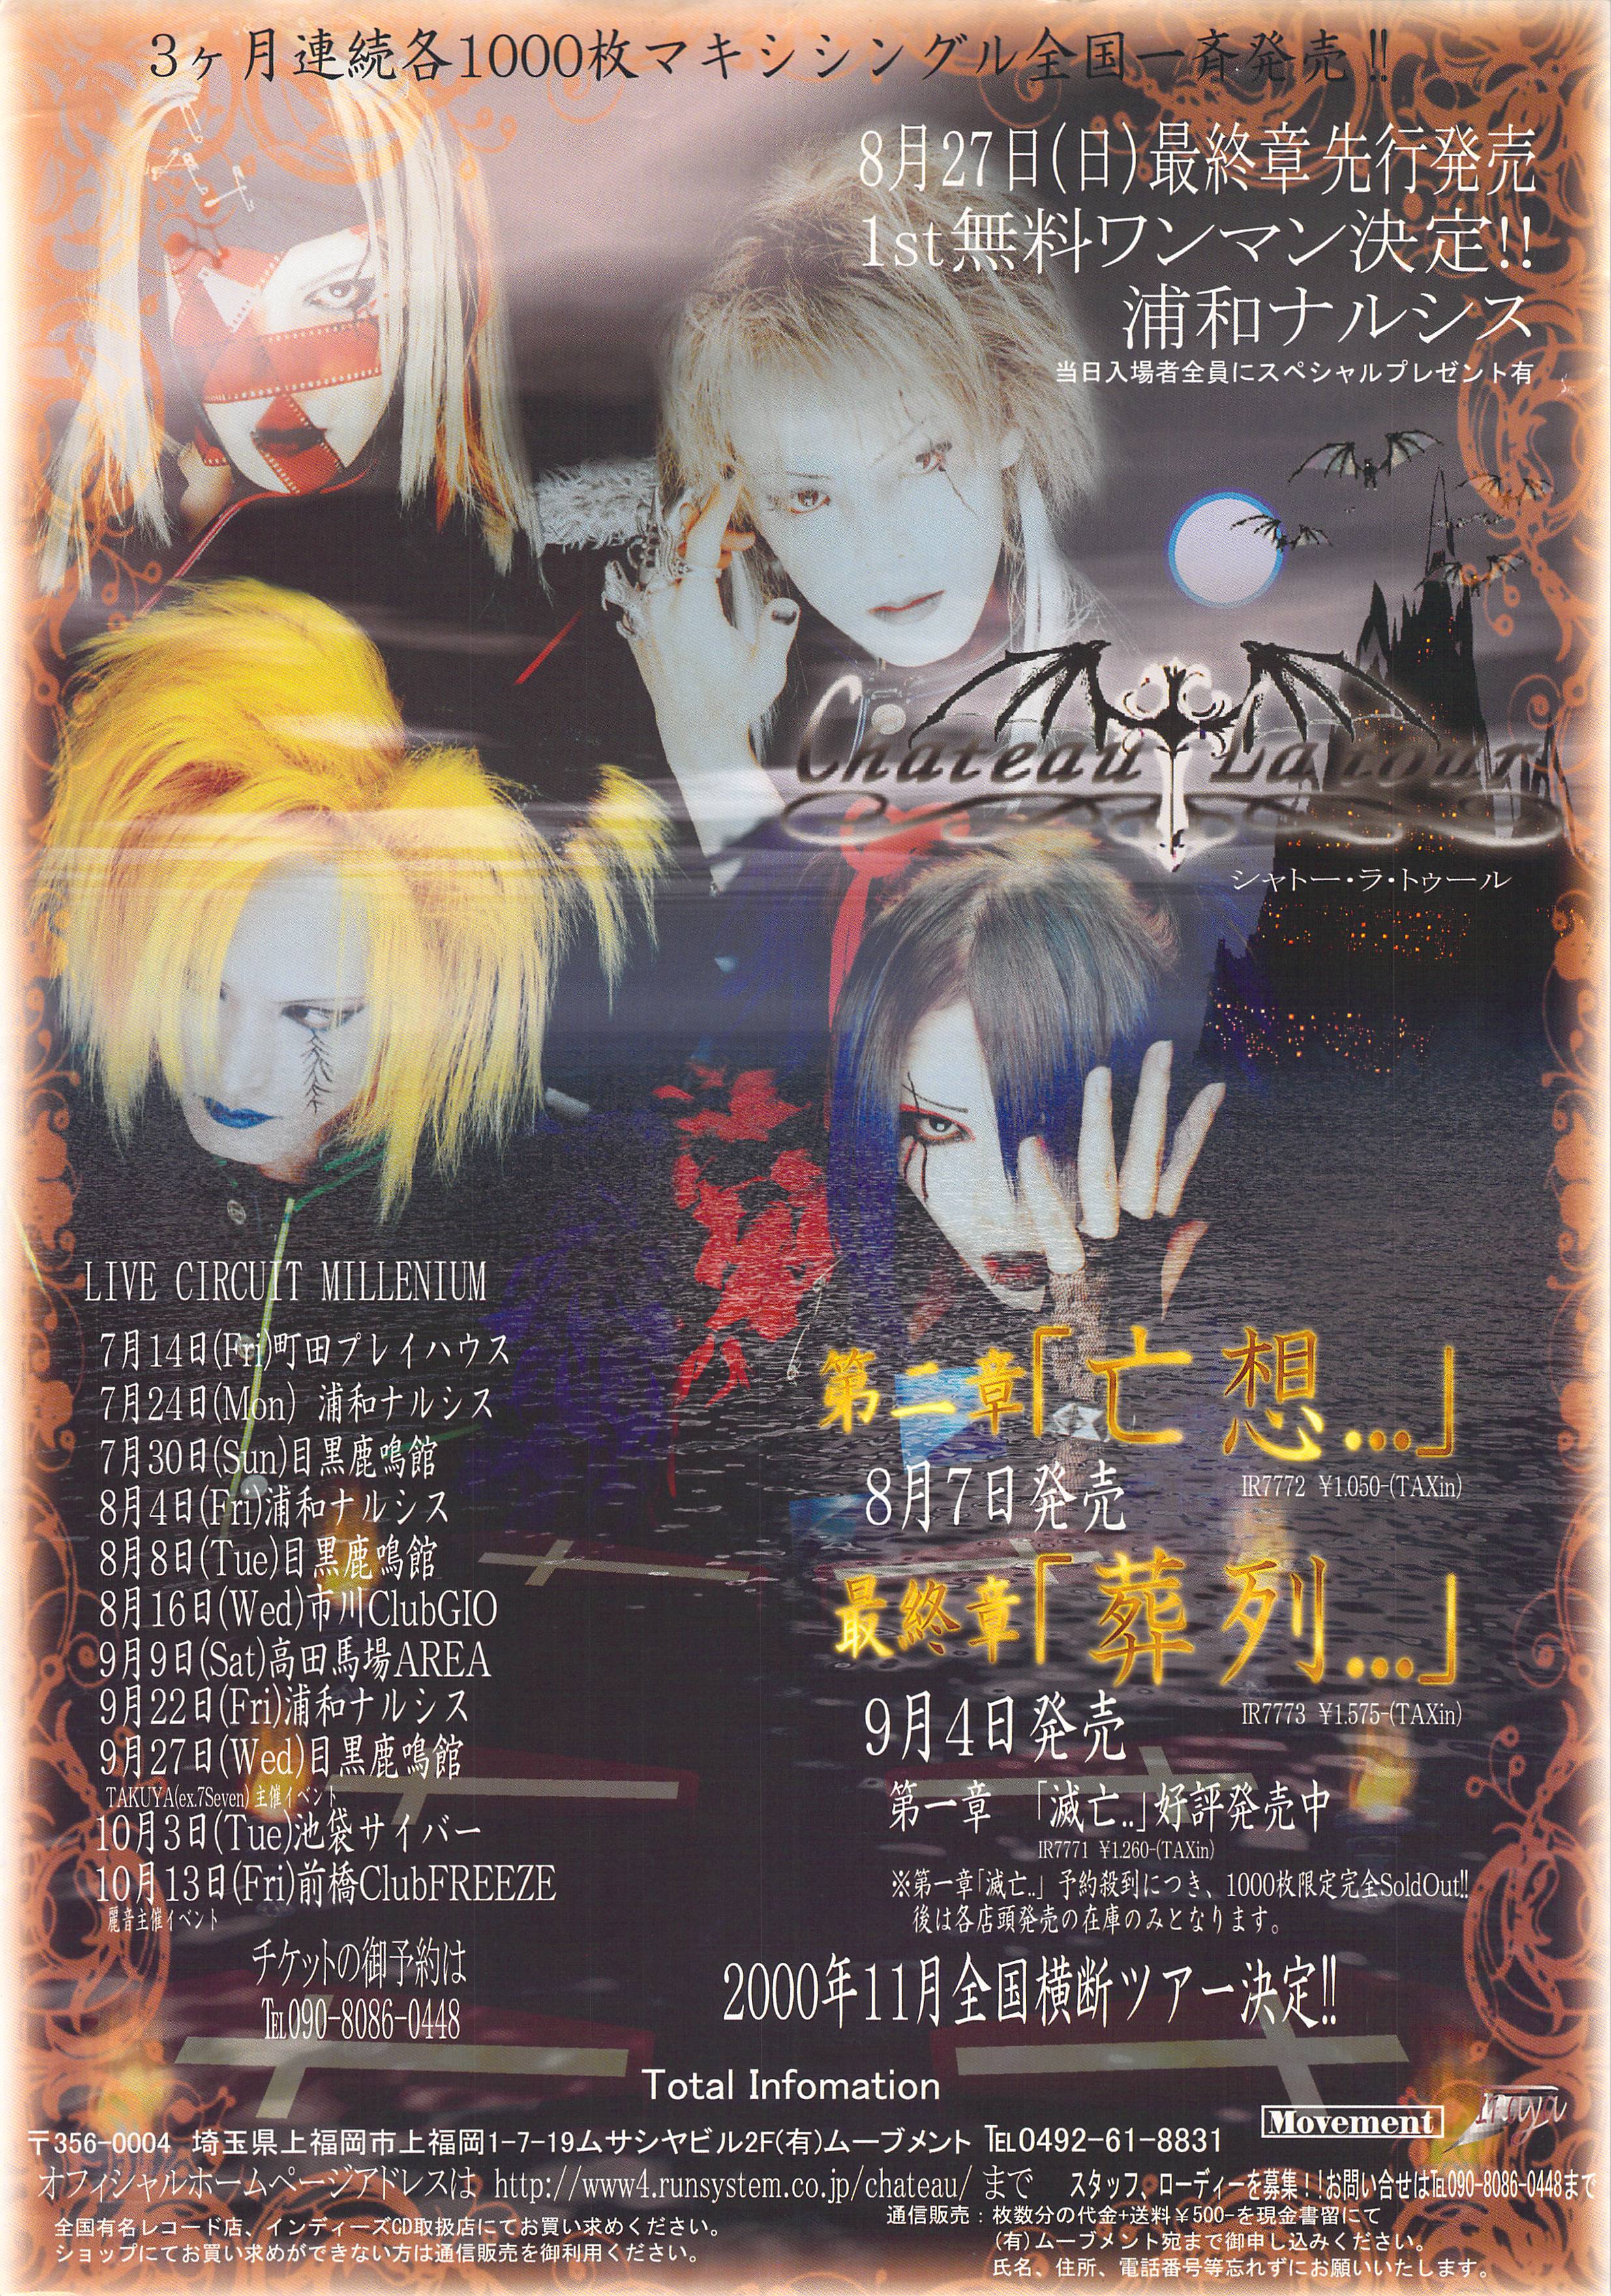 3ヶ月連続各1000枚マキシシングル全国一斉発売!!
8月27日(日)最終章先行発売
1st無料ワンマン決定!!
浦和ナルシス
当日入場者全員にスペシャルプレゼント有
Chateau La tour
シャトー・ラ・トゥール
LIVE CIRCUIT MILLENIUM
7月14日(Fri)町田プレイハウス
7月24日(Mon) 浦和ナルシス
7月30日(Sun)目黒鹿鳴館
8月4日(Fri)浦和ナルシス
8月8日(Tue)目黒鹿鳴館
8月16日(Wed)市川ClubGIO
9月9日(Sat)高田馬場AREA
9月22日(Fri)浦和ナルシス
9月27日(Wed)目黒鹿鳴館
TAKUYA(ex.7Seven) 主催イベント
10月3日(Tue)池袋サイバー
10月13日(Fri)前橋ClubFREEZE
麗音主催イベント
チケットの御予約は
℡090-8086-0448
第二章「亡想...」
8月7日発売
IR7772 ¥1.050-(TAXin)
最終章「葬列...」
9月4日発売
IR7773 ¥1.575-(TAXin)
第一章 「滅亡..」好評発売中
IR7771 ¥1.260-(TAXin)
※第一章「滅亡..」予約殺到につき、1000枚限定完全SoldOut!!
後は各店頭発売の在庫のみとなります。
2000年11月全国横断ツアー決定!!
Total Infomation
Movement
〒356-0004 埼玉県上福岡市上福岡1-7-19ムサシヤビル2F(有)ムーブメント ℡0492-61-8831
オフィシャルホームページアドレスは http://www4.runsystem.co.jp/chateau/ まで スタッフ、ローディーを募集!!お問い合せは℡090-8086-0448まで
全国有名レコード店、インディーズCD取扱店にてお買い求めください。
ショップにてお買い求めができない方は通信販売を御利用ください。
通信販売：枚数分の代金+送料¥500-を現金書留にて
(有)ムーブメント宛まで御申し込みください。
氏名、住所、電話番号等忘れずにお願いいたします。